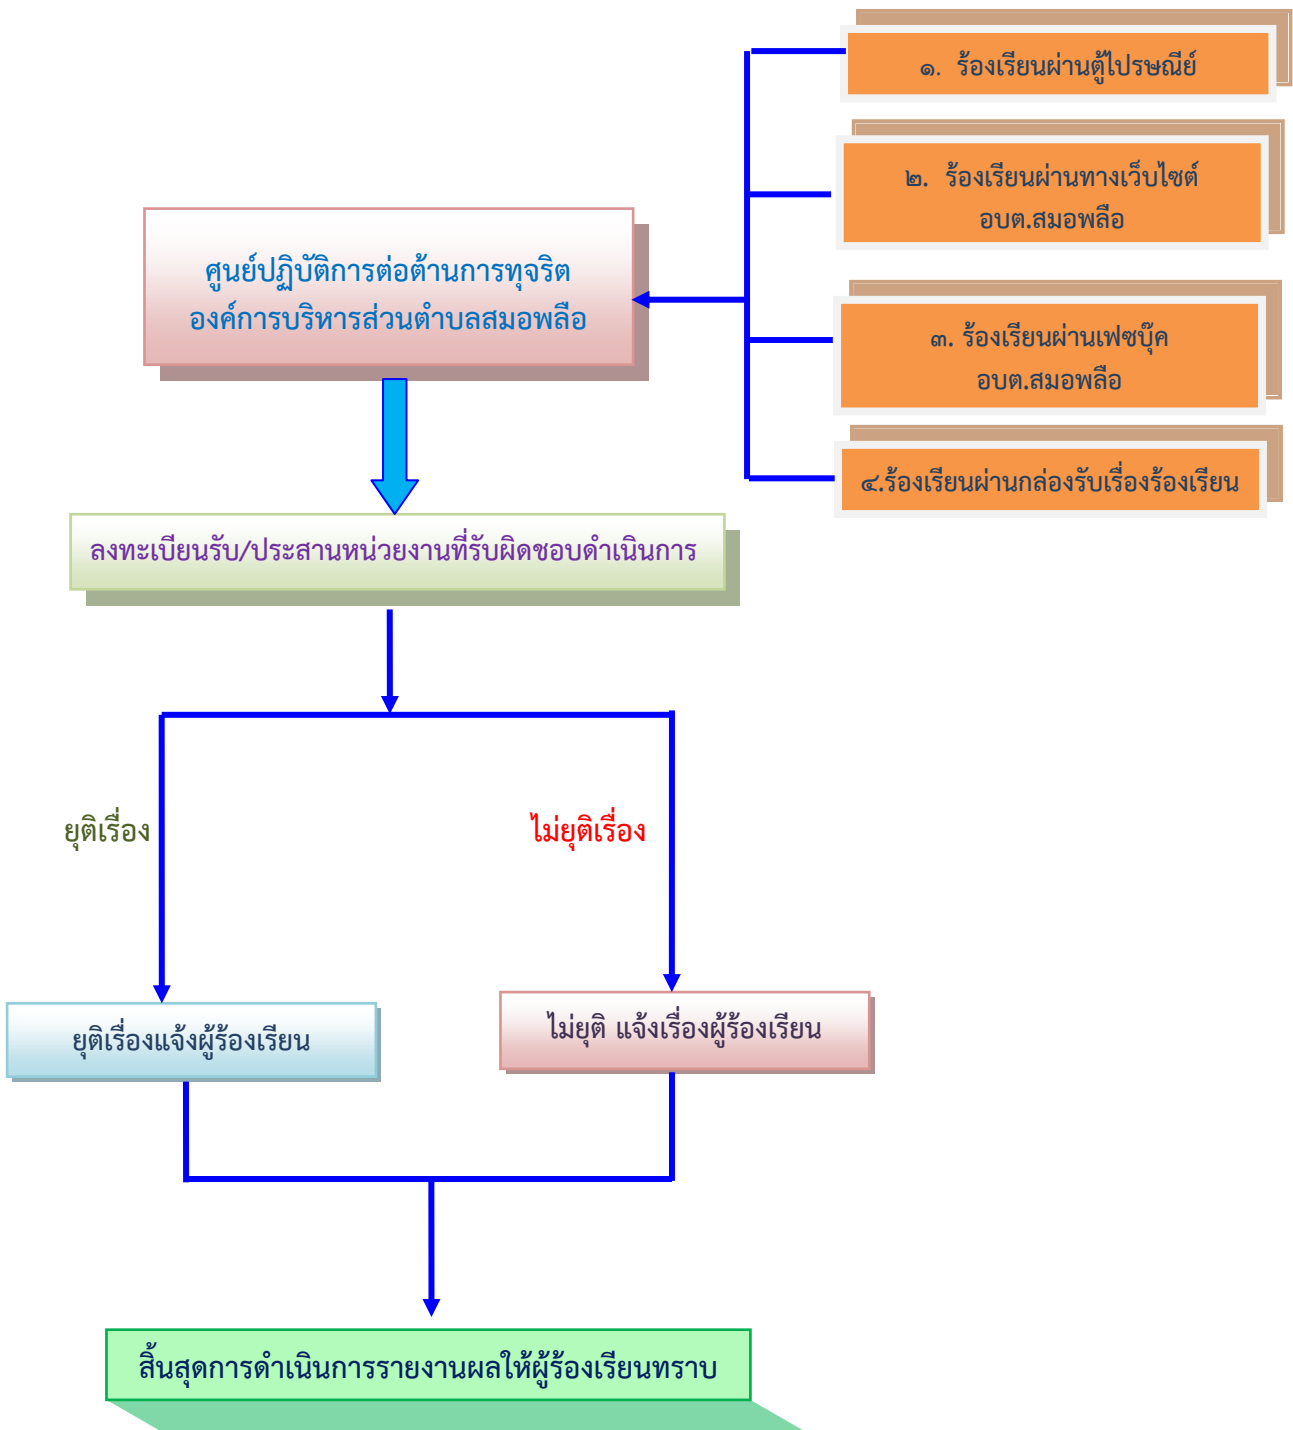 ๑. ร้องเรียนผ่านตู้ไปรษณีย์
๒. ร้องเรียนผ่านทางเว็บไซต์
อบต.สมอพลือ
ศูนย์ปฏิบัติการต่อต้านการทุจริต
องค์การบริหารส่วนตำบลสมอพลือ
๓. ร้องเรียนผ่านเฟซบุ๊ค
อบต.สมอพลือ
๔.ร้องเรียนผ่านกล่องรับเรื่องร้องเรียน
ลงทะเบียนรับ/ประสานหน่วยงานที่รับผิดชอบดำเนินการ
ยุติเรื่อง
ไม่ยุติเรื่อง
ยุติเรื่องแจ้งผู้ร้องเรียน
ไม่ยุติ แจ้งเรื่องผู้ร้องเรียน
สิ้นสุดการดำเนินการรายงานผลให้ผู้ร้องเรียนทราบ